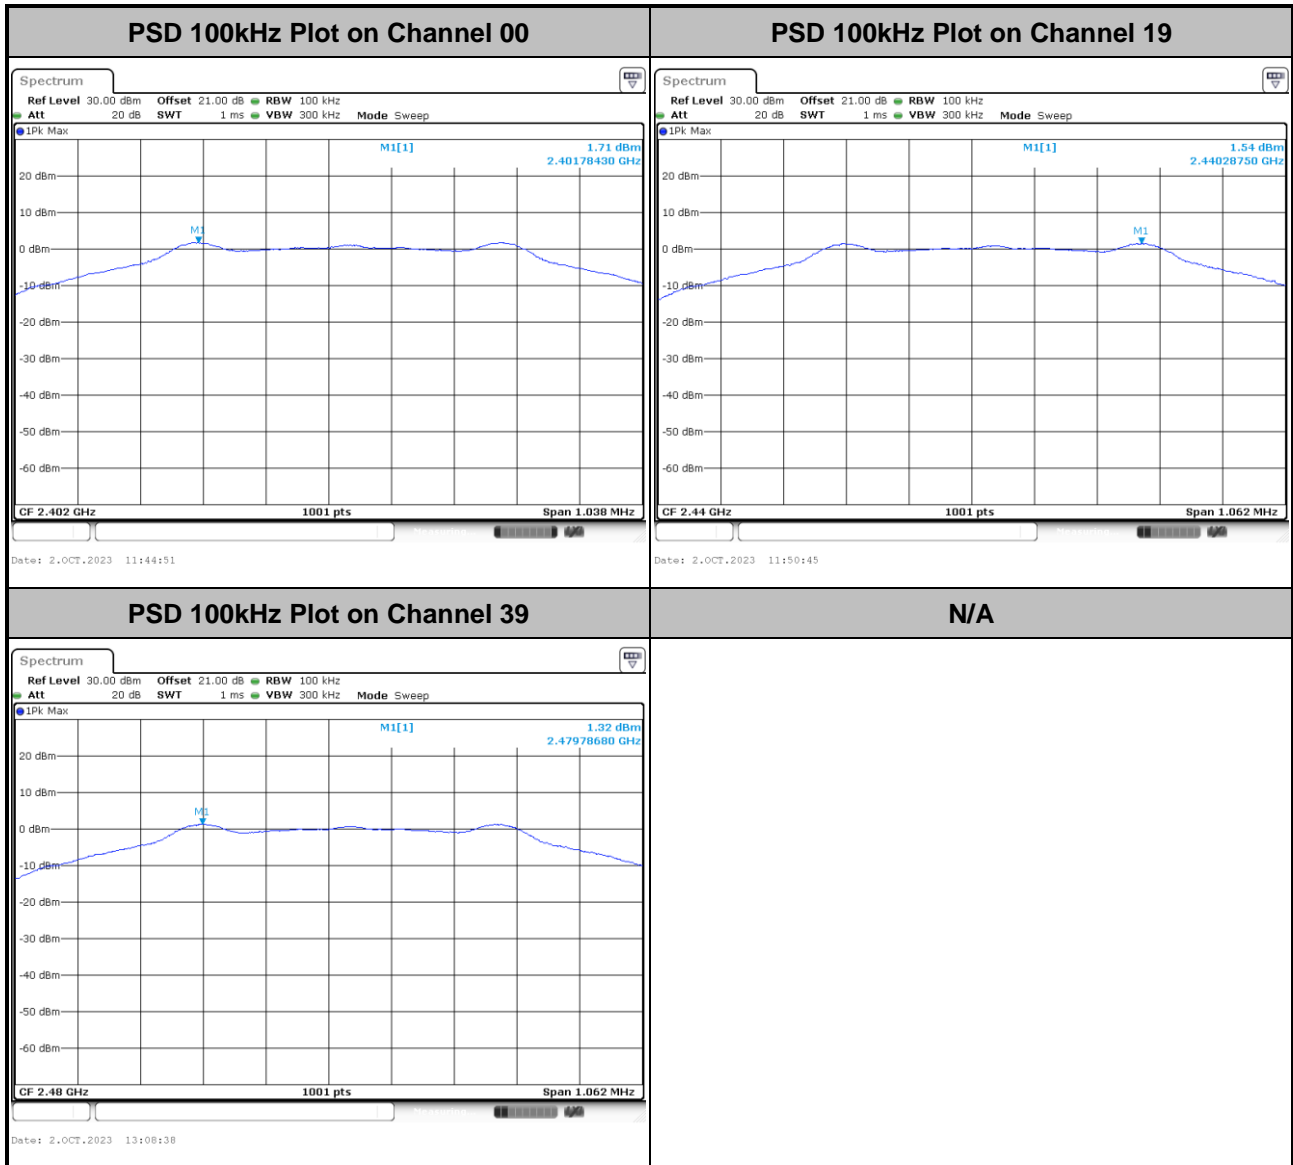 PSD 100kHz Plot on Channel 00
Spectrum
Ref Level 30.00 dBm Offset 21.00 dB RBW 100 kHz
Att 20 dB SWT 1 ms VBW 300 kHz Mode Sweep
1Pk Max
M1[1] 1.71 dBm
2.40178430 GHz
20 dBm
10 dBm
M1
0 dBm
-10 dBm
-20 dBm
-30 dBm
-40 dBm
-50 dBm
-60 dBm
CF 2.402 GHz 1001 pts Span 1.038 MHz
Measuring...
Date: 2.OCT.2023 11:44:51
PSD 100kHz Plot on Channel 19
Spectrum
Ref Level 30.00 dBm Offset 21.00 dB RBW 100 kHz
Att 20 dB SWT 1 ms VBW 300 kHz Mode Sweep
1Pk Max
M1[1] 1.54 dBm
2.44028750 GHz
20 dBm
10 dBm
M1
0 dBm
-10 dBm
-20 dBm
-30 dBm
-40 dBm
-50 dBm
-60 dBm
CF 2.44 GHz 1001 pts Span 1.062 MHz
Measuring...
Date: 2.OCT.2023 11:50:45
PSD 100kHz Plot on Channel 39
Spectrum
Ref Level 30.00 dBm Offset 21.00 dB RBW 100 kHz
Att 20 dB SWT 1 ms VBW 300 kHz Mode Sweep
1Pk Max
M1[1] 1.32 dBm
2.47978680 GHz
20 dBm
10 dBm
M1
0 dBm
-10 dBm
-20 dBm
-30 dBm
-40 dBm
-50 dBm
-60 dBm
CF 2.48 GHz 1001 pts Span 1.062 MHz
Measuring...
Date: 2.OCT.2023 13:08:38
N/A